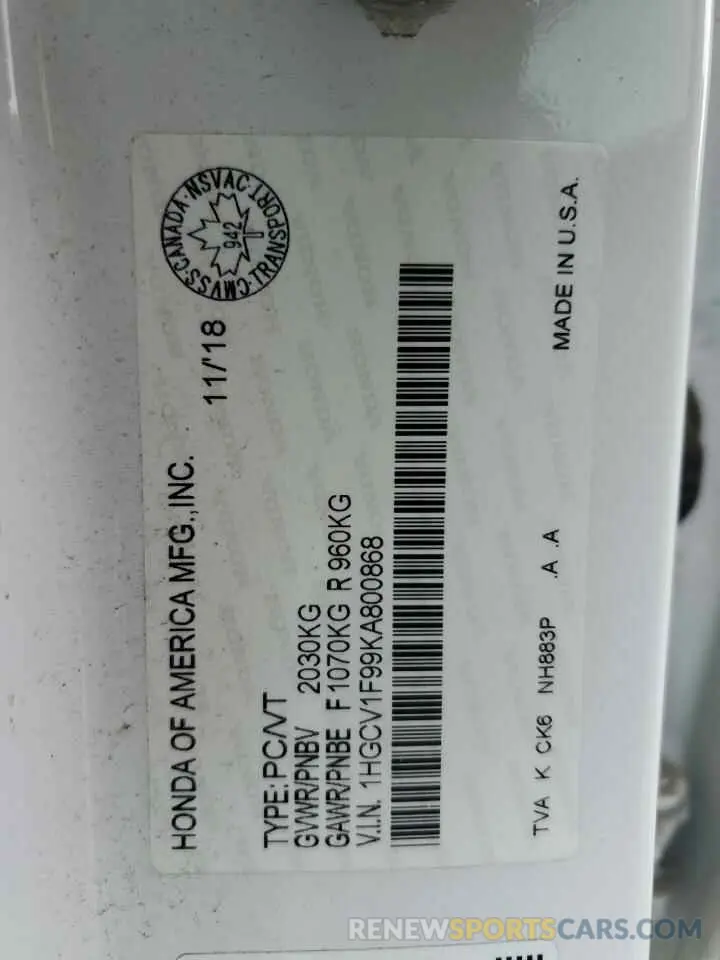 HONDA OF AMERICA MFG.,INC.
11/'18
CMVSS·CANADA·NSVAC·TRANSPORT
942
TYPE: PC/VT
GVWR/PNBV 2030KG
GAWR/PNBE F 1070KG R 960KG
V.I.N. 1HGCV1F99KA800868
TVA K CK6 NH883P .A .A MADE IN U.S.A.
RENEWSPORTSCARS.COM